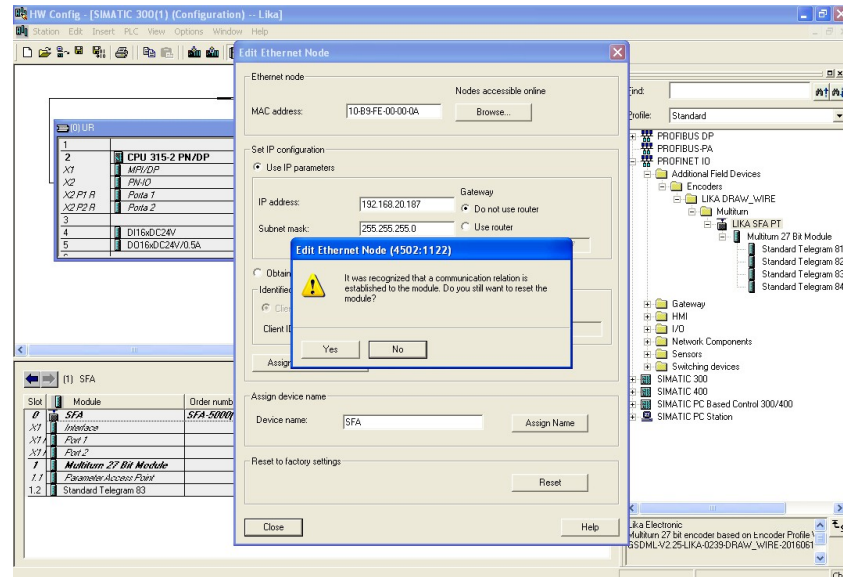 HW Config - [SIMATIC 300(1) (Configuration) -- Lika]
Station Edit Insert PLC View Options Window Help
Edit Ethernet Node
Ethernet node
Nodes accessible online
MAC address:
10-B9-FE-00-00-0A
Browse...
Set IP configuration
Use IP parameters
Gateway
IP address:
192.168.20.187
Do not use router
Subnet mask:
255.255.255.0
Use router
Edit Ethernet Node (4502:1122)
It was recognized that a communication relation is
established to the module. Do you still want to reset the
module?
Yes
No
Obtain
Identified
Client ID
Assign
Assign device name
Device name:
SFA
Assign Name
Reset to factory settings
Reset
Close
Help
(0) UR
1
2 CPU 315-2 PN/DP
X1 MPI/DP
X2 PN-IO
X2 P1 R Porta 1
X2 P2 R Porta 2
3
4 DI16xDC24V
5 DO16xDC24V/0.5A
(1) SFA
Slot Module Order numb
0 SFA SFA-5000
X1 Interface
X1 Port 1
X1 Port 2
1 Multiturn 27 Bit Module
1.1 Parameter Access Point
1.2 Standard Telegram 83
Find:
Profile: Standard
PROFIBUS DP
PROFIBUS-PA
PROFINET IO
Additional Field Devices
Encoders
LIKA DRAW_WIRE
Multiturn
LIKA SFA PT
Multiturn 27 Bit Module
Standard Telegram 81
Standard Telegram 82
Standard Telegram 83
Standard Telegram 84
Gateway
HMI
I/O
Network Components
Sensors
Switching devices
SIMATIC 300
SIMATIC 400
SIMATIC PC Based Control 300/400
SIMATIC PC Station
Lika Electronic
Multiturn 27 bit encoder based on Encoder Profile
GSDML-V2.25-LIKA-0239-DRAW_WIRE-2016061
Ch